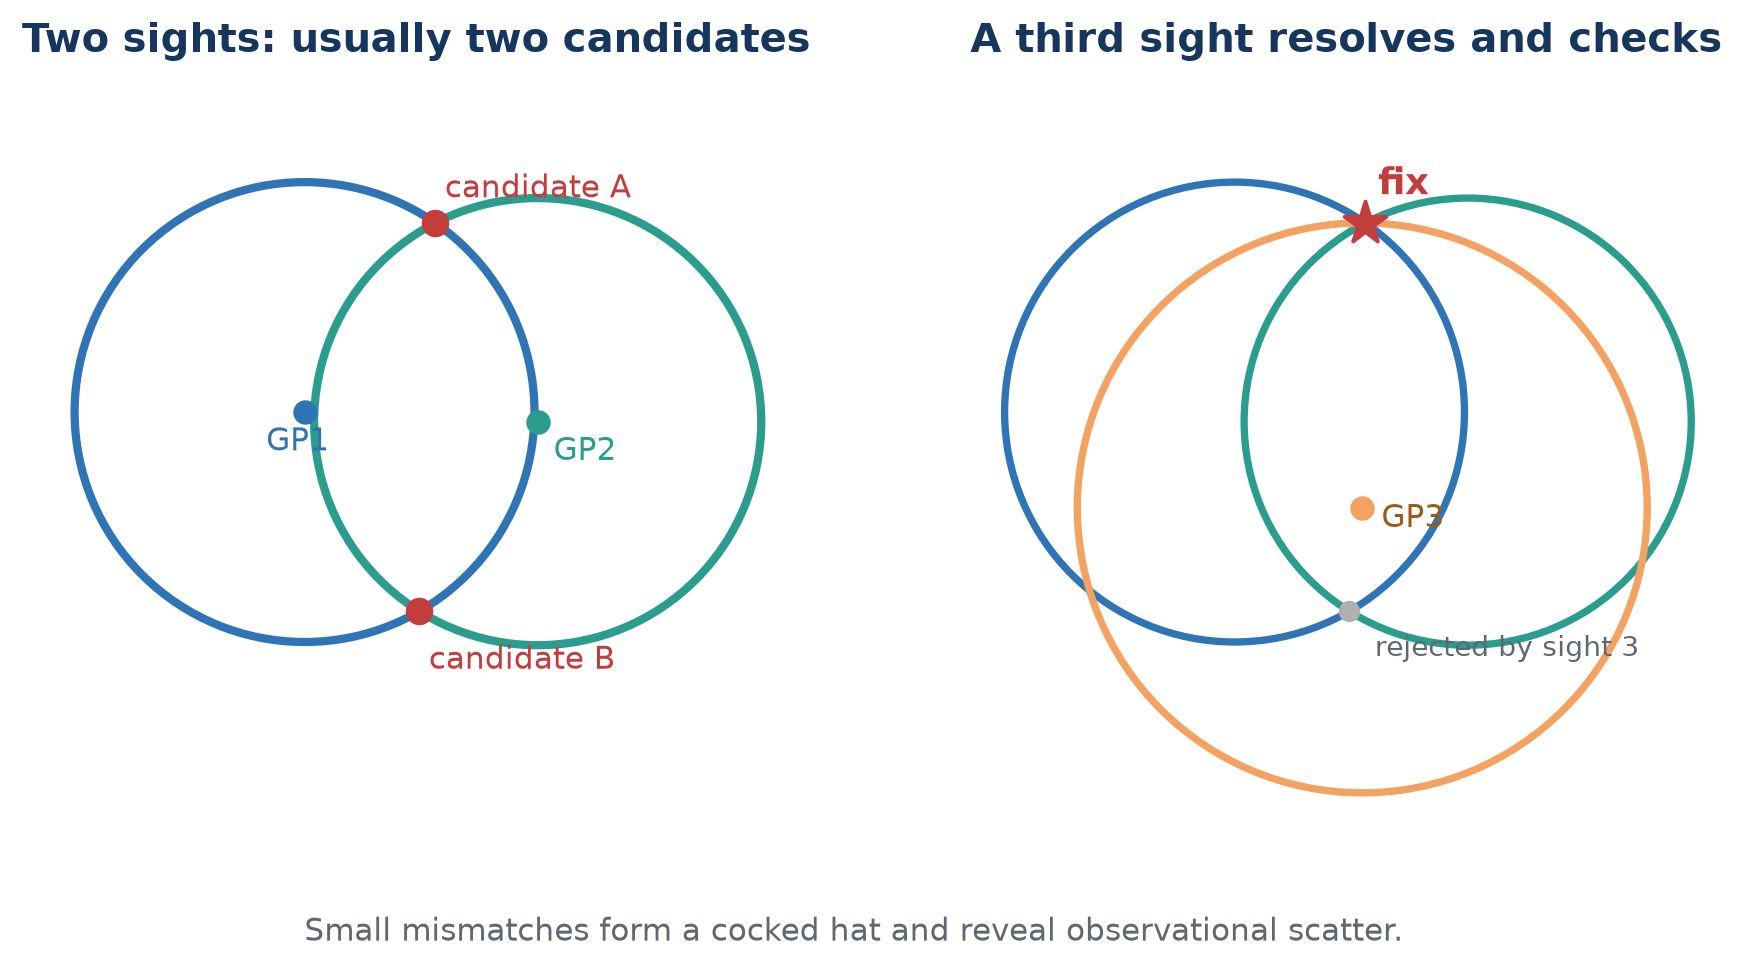 Two sights: usually two candidates
candidate A
GP1
GP2
candidate B
A third sight resolves and checks
fix
GP3
rejected by sight 3
Small mismatches form a cocked hat and reveal observational scatter.